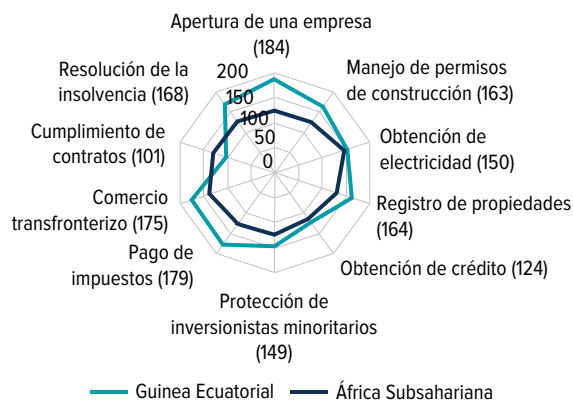 Apertura de una empresa
(184)
Manejo de permisos
de construcción (163)
Obtención de
electricidad (150)
Registro de propiedades
(164)
Obtención de crédito (124)
Protección de
inversionistas minoritarios
(149)
Pago de
impuestos (179)
Comercio
transfronterizo (175)
Cumplimiento de
contratos (101)
Resolución de la
insolvencia (168)
200
150
100
50
0
Guinea Ecuatorial
África Subsahariana